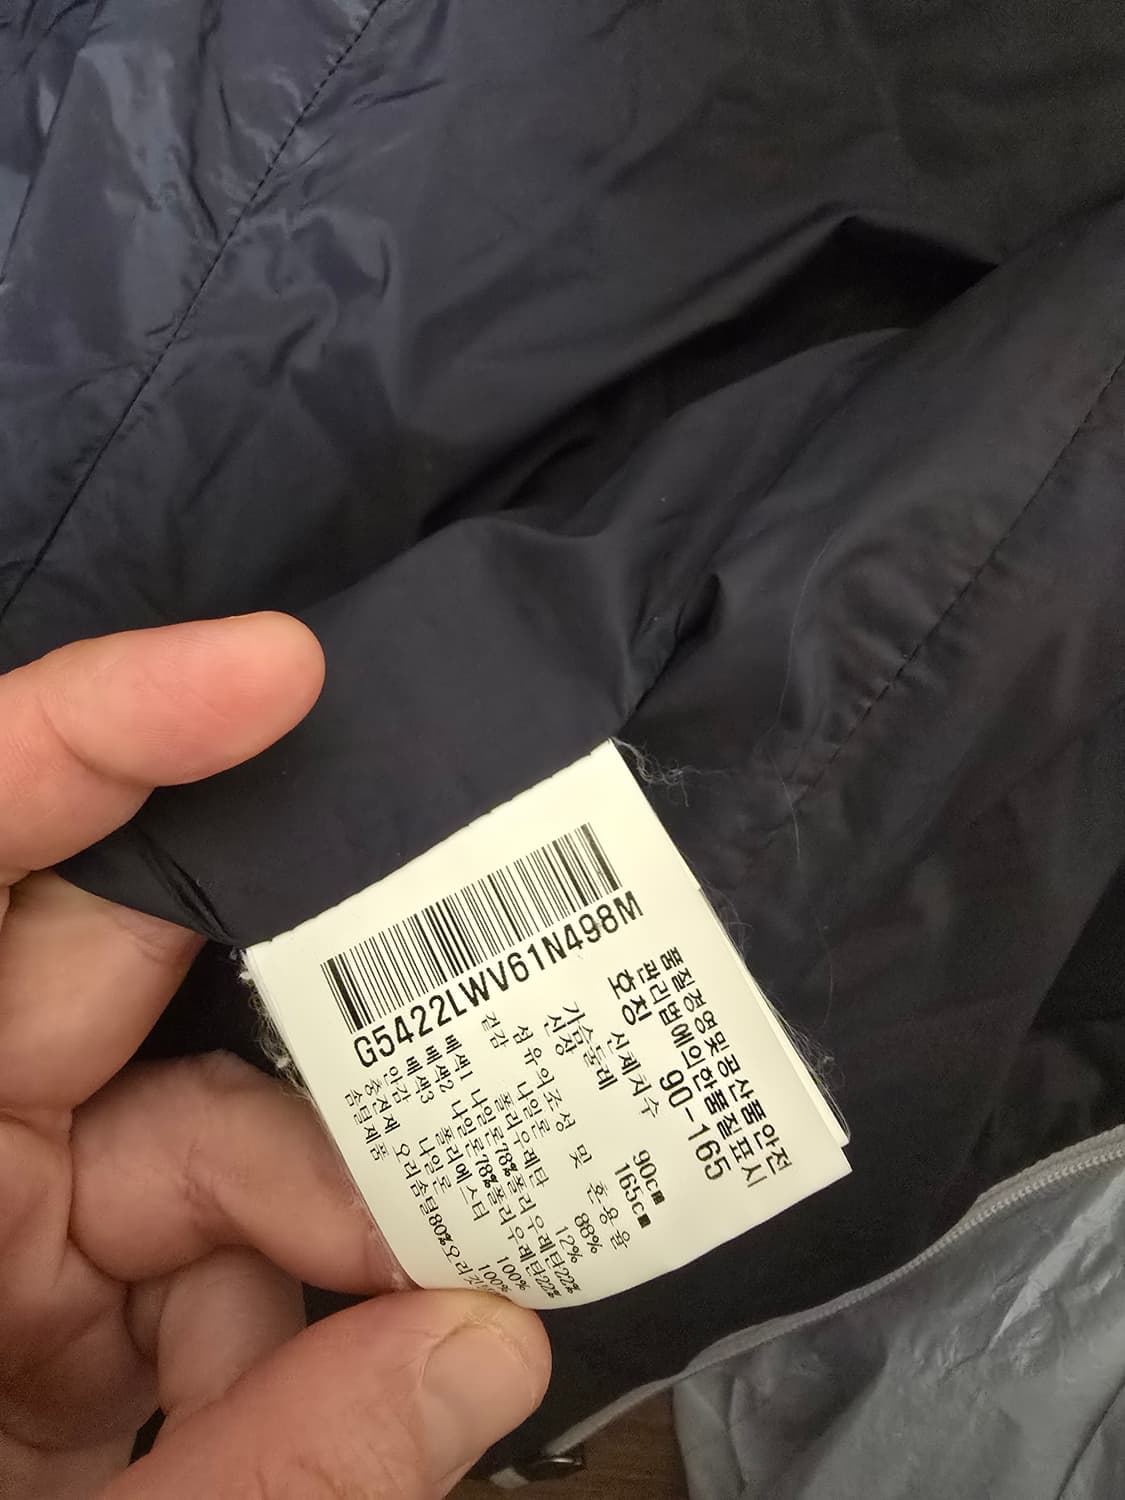 G5422LWV61N498M
품질경영및공산품안전
관리법에의한품질표시
호칭 90-165
신체치수
가슴둘레 90cm
신장 165cm
섬유의조성 및 혼용율
겉감 나일론 88%
폴리우레탄 12%
배색1 나일론78%폴리우레탄22%
배색2 나일론78%폴리우레탄22%
배색3 폴리에스터 100%
안감 나일론 100%
충전재 오리솜털80%오리깃털
솜털제품